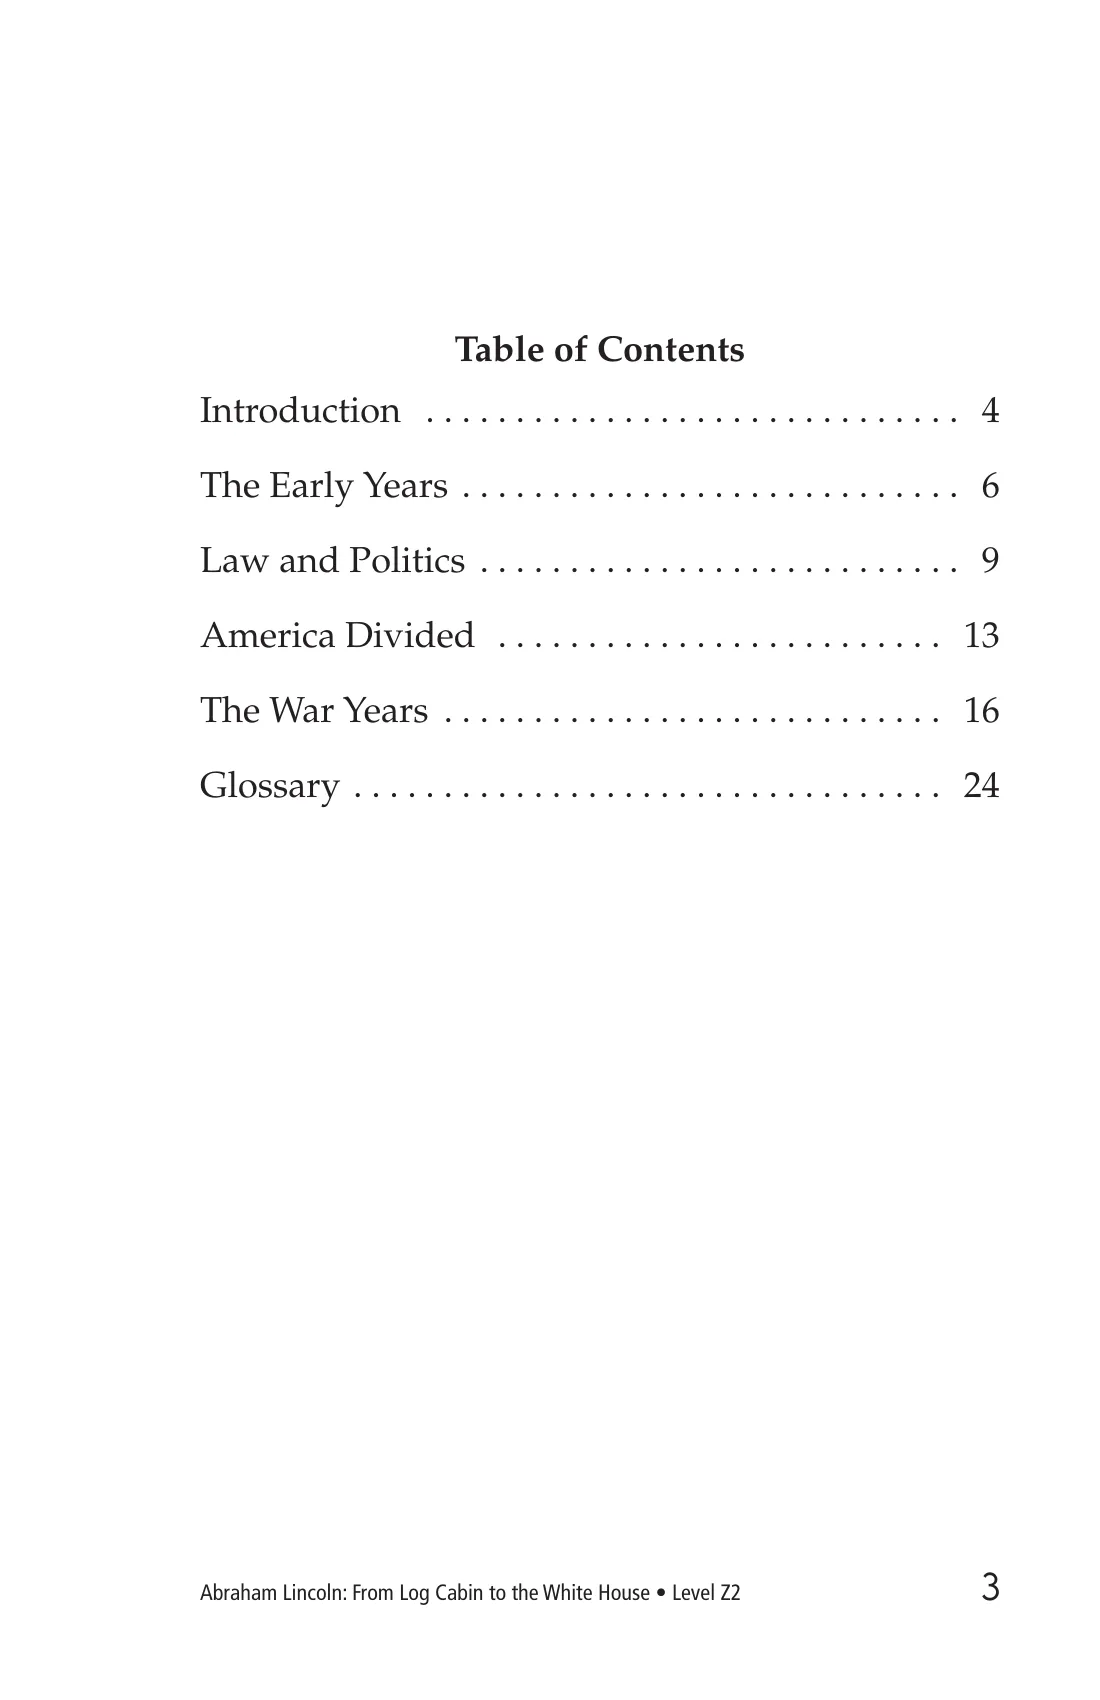 Table of Contents
Introduction . . . . . . . . . . . . . . . . . . . . . . . . . . . . . . 4
The Early Years . . . . . . . . . . . . . . . . . . . . . . . . . . . . 6
Law and Politics . . . . . . . . . . . . . . . . . . . . . . . . . . . 9
America Divided . . . . . . . . . . . . . . . . . . . . . . . . . 13
The War Years . . . . . . . . . . . . . . . . . . . . . . . . . . . . 16
Glossary . . . . . . . . . . . . . . . . . . . . . . . . . . . . . . . . . 24
Abraham Lincoln: From Log Cabin to the White House • Level Z2 3